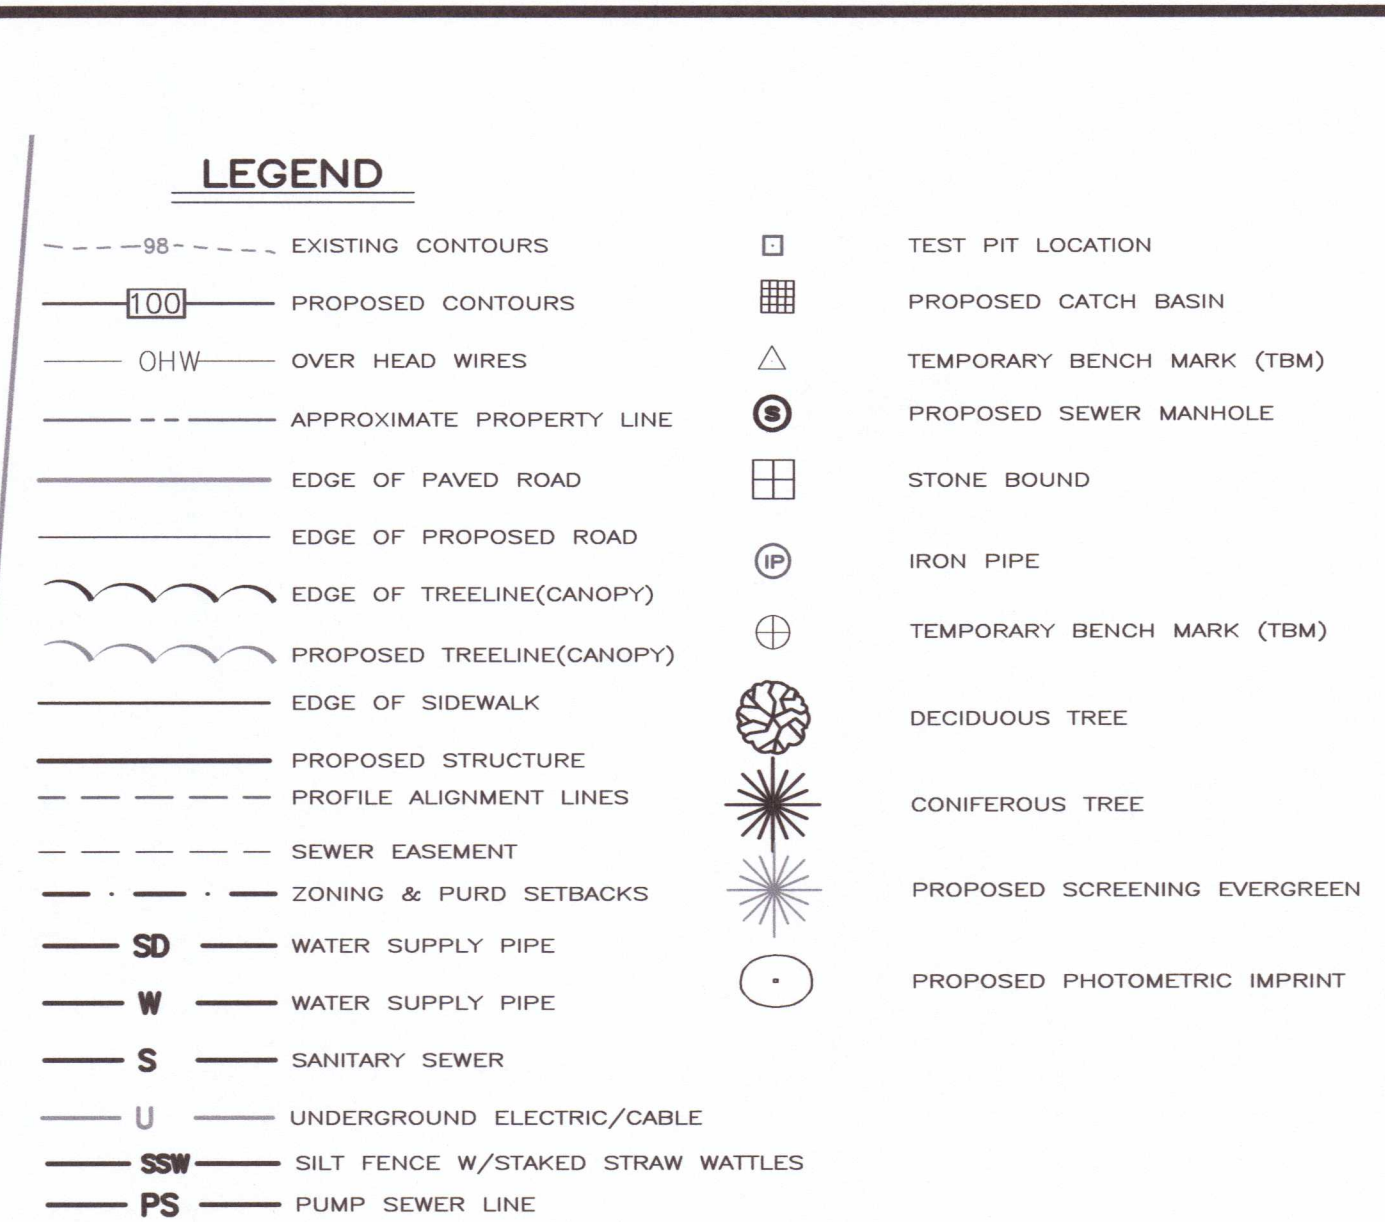 LEGEND
98 EXISTING CONTOURS
100 PROPOSED CONTOURS
OHW OVER HEAD WIRES
APPROXIMATE PROPERTY LINE
EDGE OF PAVED ROAD
EDGE OF PROPOSED ROAD
EDGE OF TREELINE(CANOPY)
PROPOSED TREELINE(CANOPY)
EDGE OF SIDEWALK
PROPOSED STRUCTURE
PROFILE ALIGNMENT LINES
SEWER EASEMENT
ZONING & PURD SETBACKS
SD WATER SUPPLY PIPE
W WATER SUPPLY PIPE
S SANITARY SEWER
U UNDERGROUND ELECTRIC/CABLE
SSW SILT FENCE W/STAKED STRAW WATTLES
PS PUMP SEWER LINE
TEST PIT LOCATION
PROPOSED CATCH BASIN
TEMPORARY BENCH MARK (TBM)
S PROPOSED SEWER MANHOLE
STONE BOUND
IP IRON PIPE
TEMPORARY BENCH MARK (TBM)
DECIDUOUS TREE
CONIFEROUS TREE
PROPOSED SCREENING EVERGREEN
PROPOSED PHOTOMETRIC IMPRINT